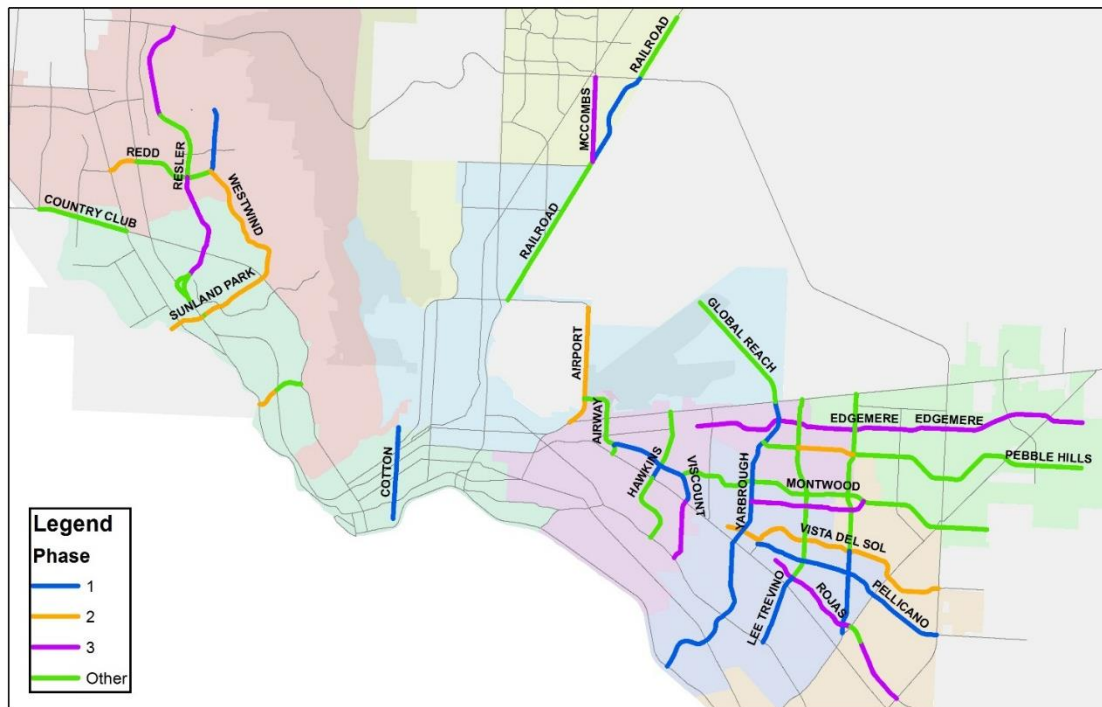 RAILROAD
MCCOMBS
REDD
RESLER
WESTWIND
COUNTRY CLUB
RAILROAD
SUNLAND PARK
GLOBAL REACH
AIRPORT
AIRWAY
EDGEMERE
EDGEMERE
COTTON
HAWKINS
VISCOUNT
YARBROUGH
PEBBLE HILLS
MONTWOOD
VISTA DEL SOL
PELLICANO
LEE TREVINO
ROJAS
Legend
Phase
1
2
3
Other